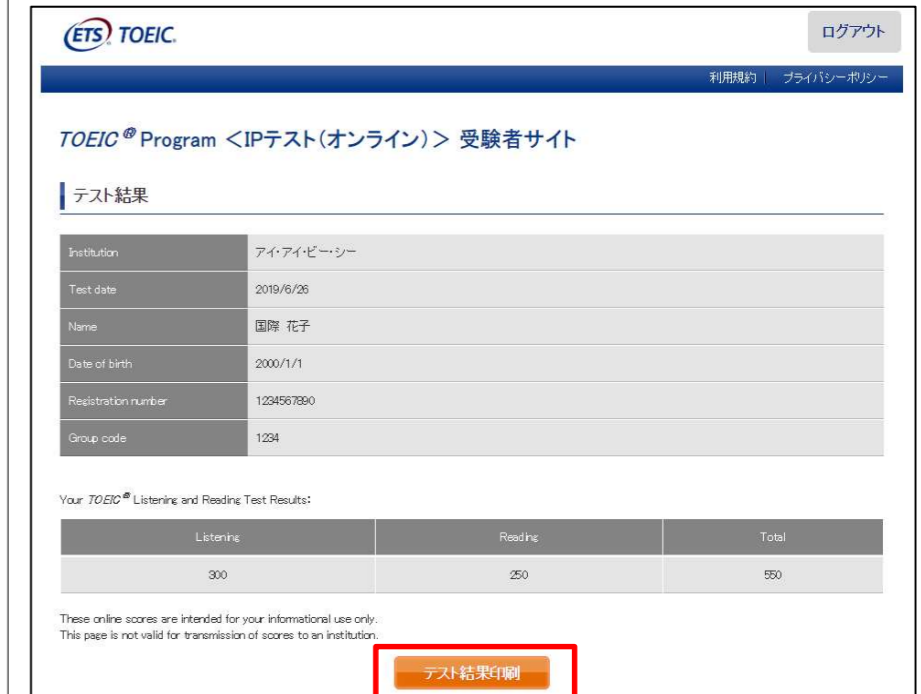 ETS TOEIC.
ログアウト
利用規約 | プライバシーポリシー
TOEIC® Program <IPテスト(オンライン)> 受験者サイト
テスト結果
Institution アイ・アイ・ビー・シー
Test date 2019/6/26
Name 国際 花子
Date of birth 2000/1/1
Registration number 1234567890
Group code 1234
Your TOEIC® Listening and Reading Test Results:
Listening Reading Total
300 250 550
These online scores are intended for your informational use only.
This page is not valid for transmission of scores to an institution.
テスト結果印刷